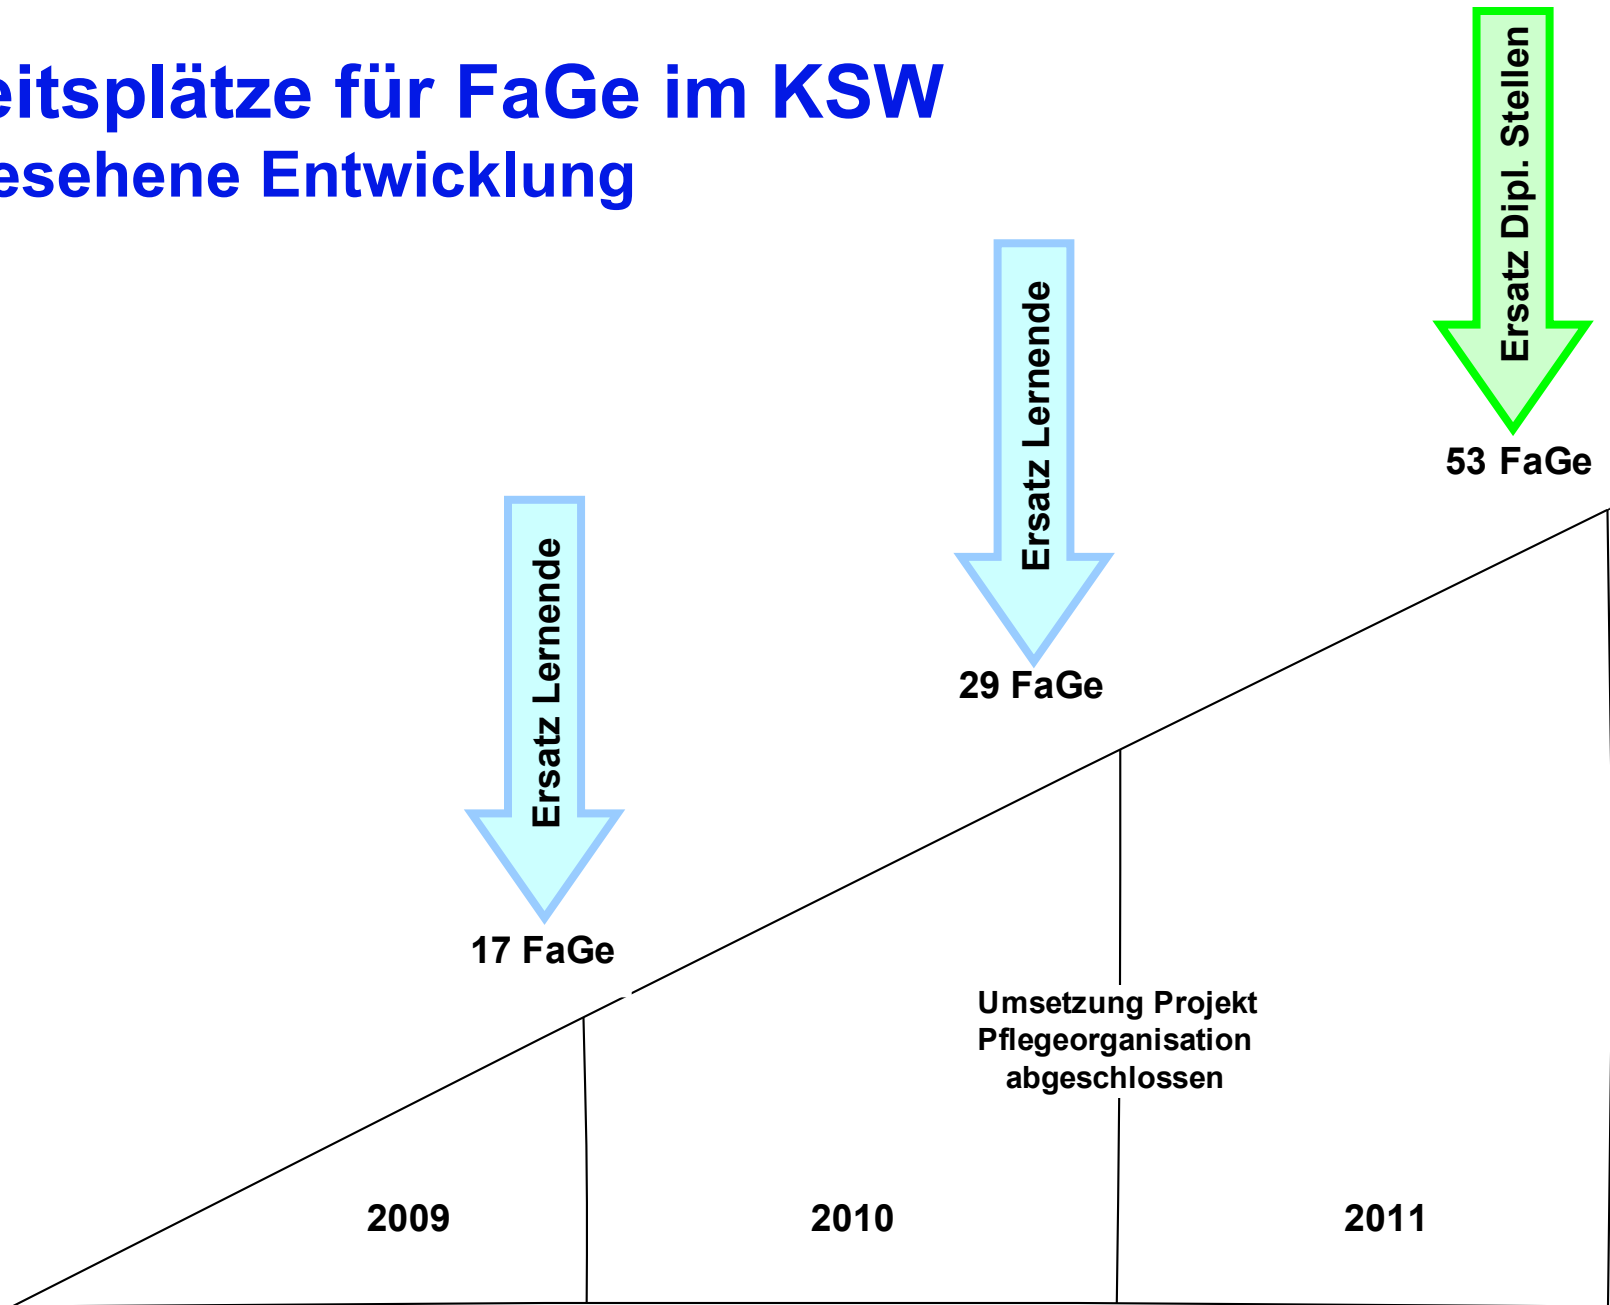 eitsplätze für FaGe im KSW
esehene Entwicklung
Ersatz Dipl. Stellen
53 FaGe
Ersatz Lernende
29 FaGe
Ersatz Lernende
17 FaGe
Umsetzung Projekt
Pflegeorganisation
abgeschlossen
2009
2010
2011